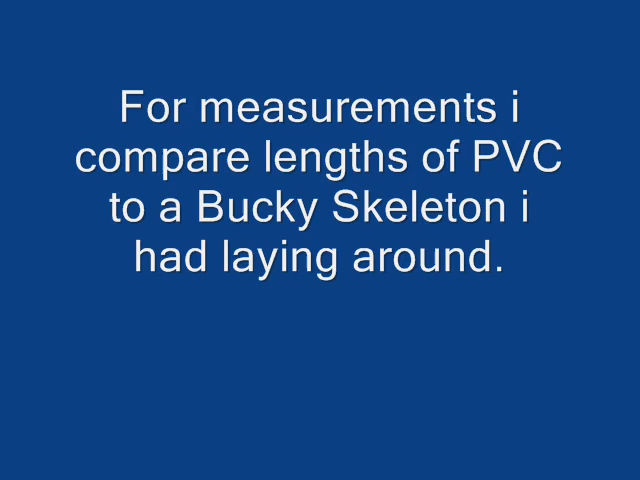 For measurements i
compare lengths of PVC
to a Bucky Skeleton i
had laying around.